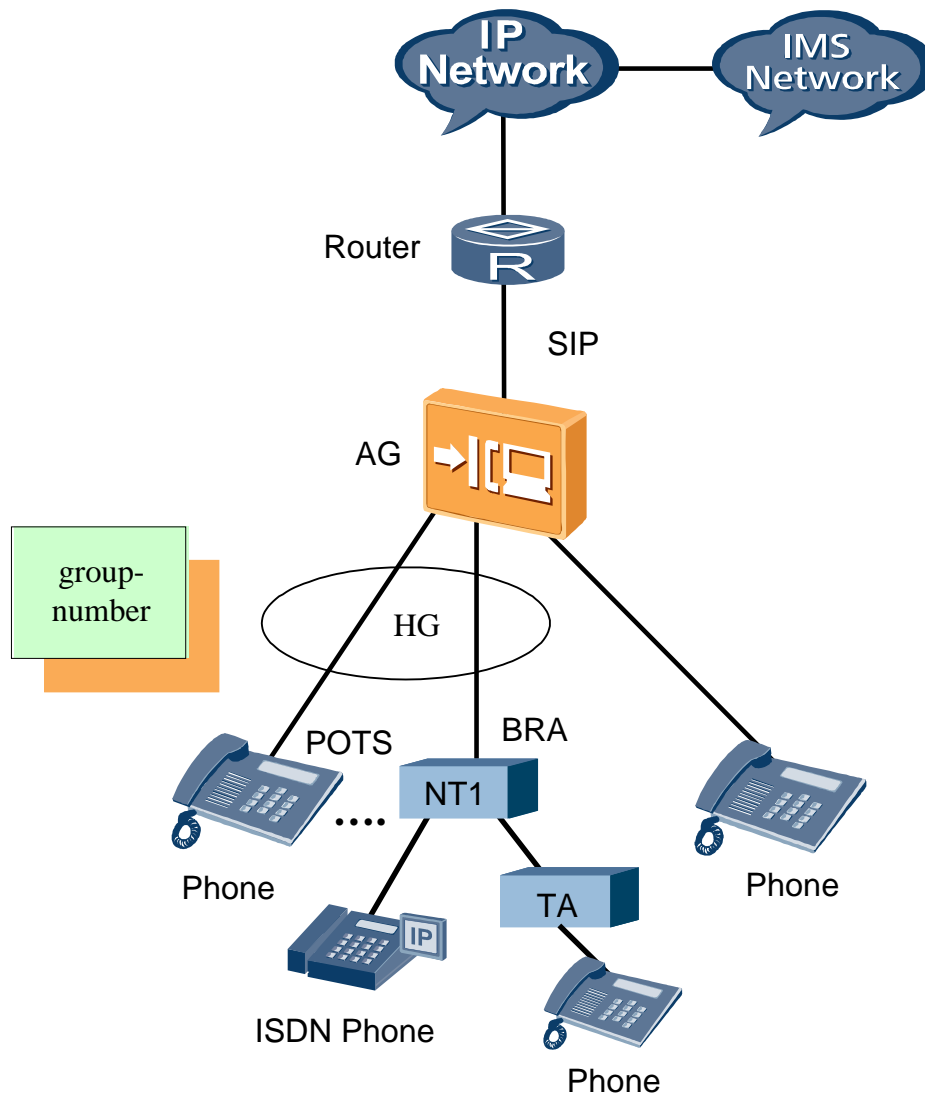 IP
Network
IMS
Network
Router
R
SIP
AG
group-
number
HG
POTS
BRA
NT1
....
Phone
Phone
TA
IP
ISDN Phone
Phone